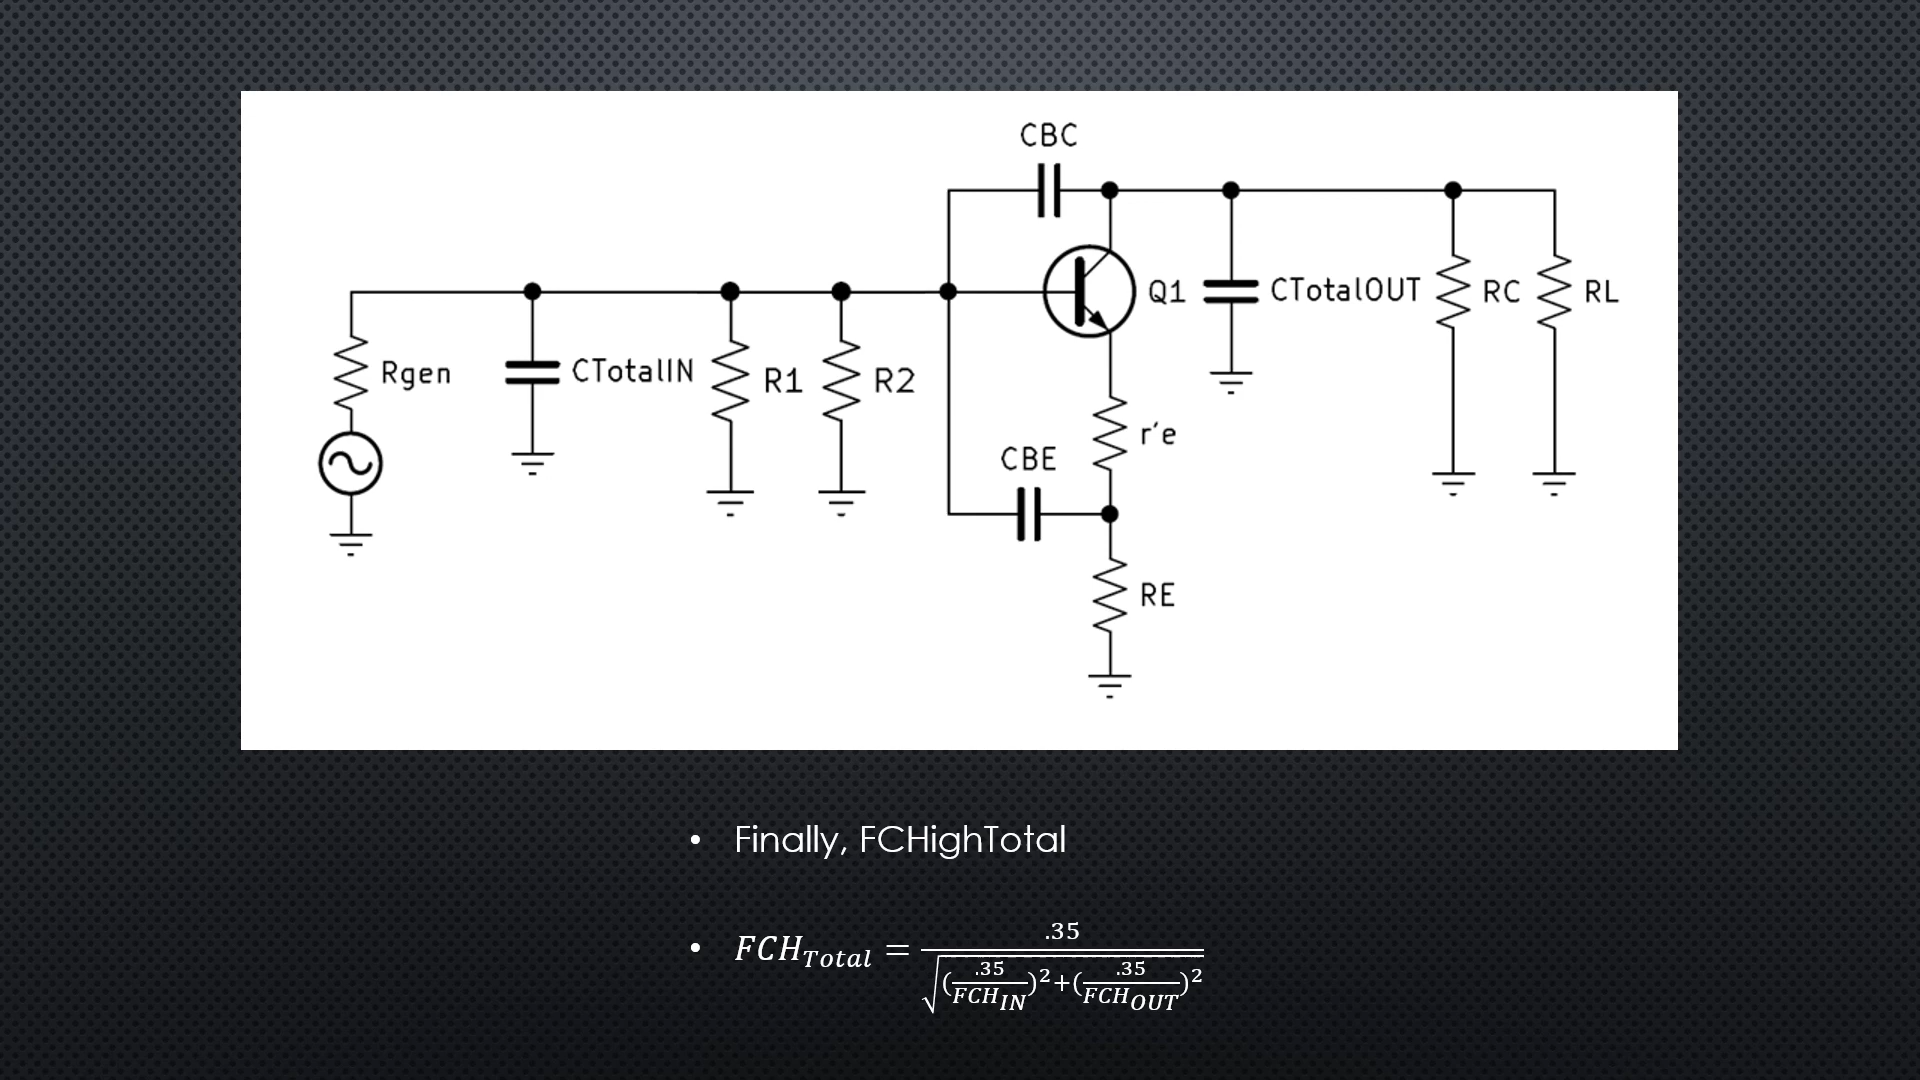 CBC
Q1
CTotalOUT
RC
RL
Rgen
CTotalIN
R1
R2
r'e
CBE
RE
• Finally, FCHighTotal
• FCH_Total = .35 / √((.35/FCH_IN)² + (.35/FCH_OUT)²)